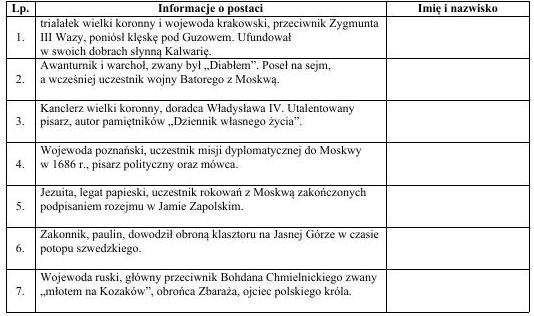 Lp. Informacje o postaci Imię i nazwisko
trialałek wielki koronny i wojewoda krakowski, przeciwnik Zygmunta
1. III Wazy, poniósł klęskę pod Guzowem. Ufundował
w swoich dobrach słynną Kalwarię.
Awanturnik i warchoł, zwany był „Diabłem”. Poseł na sejm,
2. a wcześniej uczestnik wojny Batorego z Moskwą.
Kanclerz wielki koronny, doradca Władysława IV. Utalentowany
3. pisarz, autor pamiętników „Dziennik własnego życia”.
Wojewoda poznański, uczestnik misji dyplomatycznej do Moskwy
4. w 1686 r., pisarz polityczny oraz mówca.
Jezuita, legat papieski, uczestnik rokowań z Moskwą zakończonych
5. podpisaniem rozejmu w Jamie Zapolskim.
Zakonnik, paulin, dowodził obroną klasztoru na Jasnej Górze w czasie
6. potopu szwedzkiego.
Wojewoda ruski, główny przeciwnik Bohdana Chmielnickiego zwany
7. „młotem na Kozaków”, obrońca Zbaraża, ojciec polskiego króla.